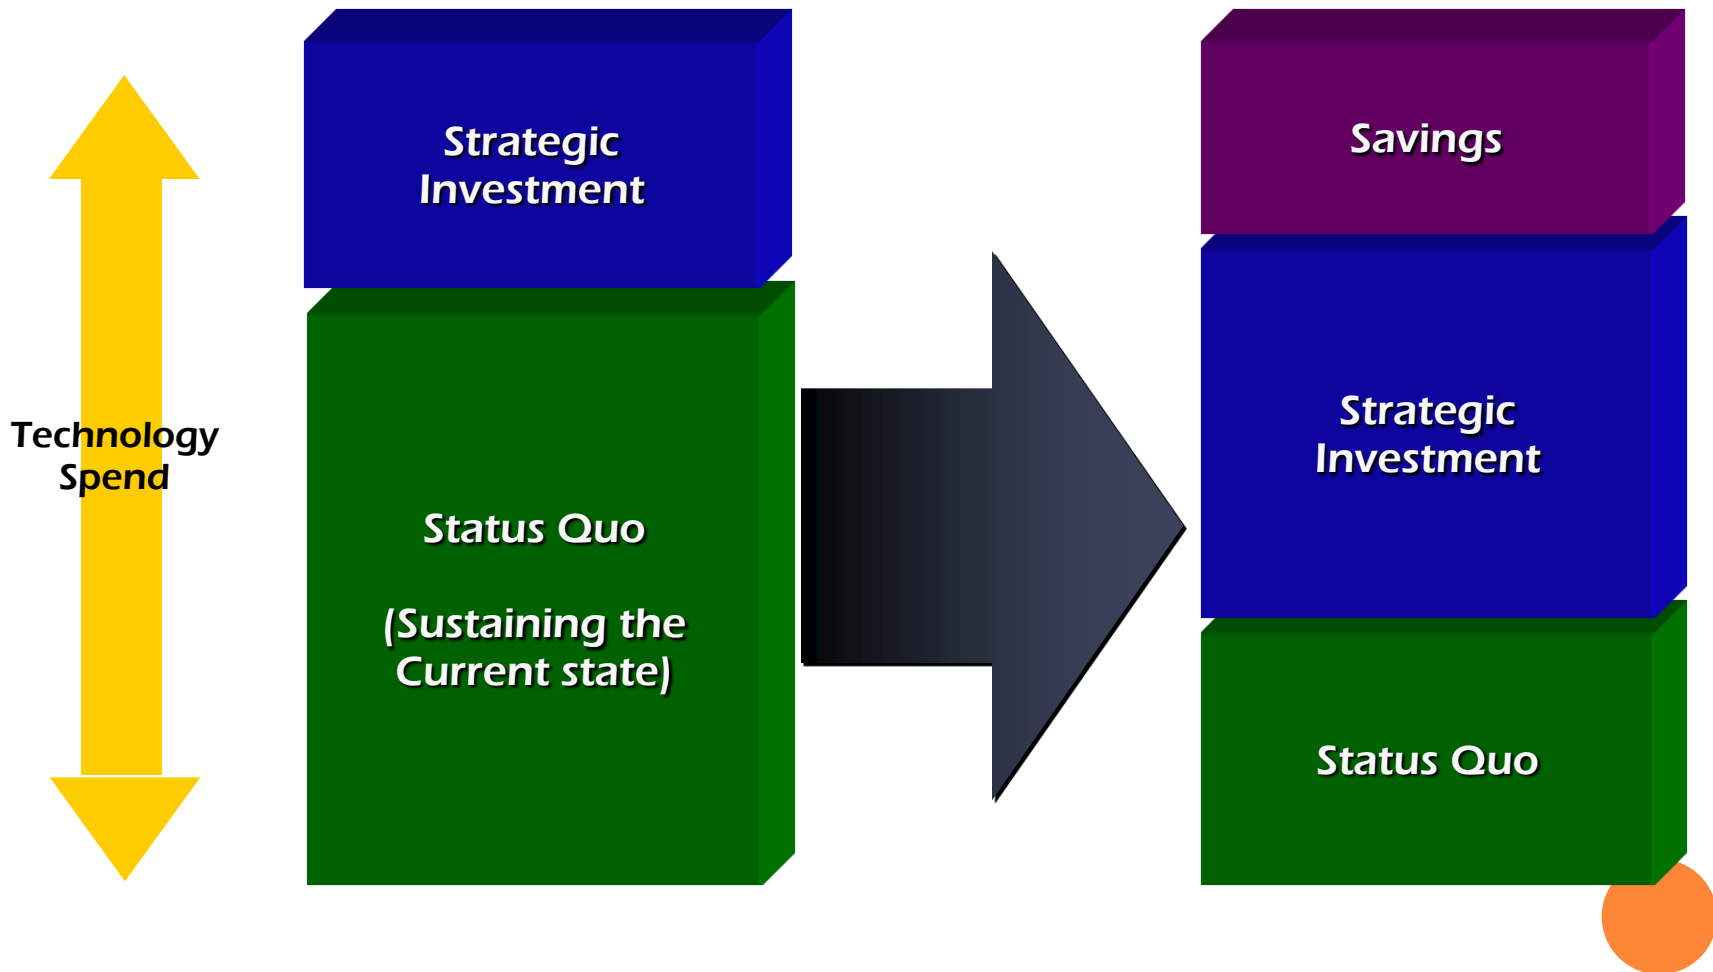 Technology
Spend
Strategic
Investment
Status Quo
(Sustaining the
Current state)
Savings
Strategic
Investment
Status Quo